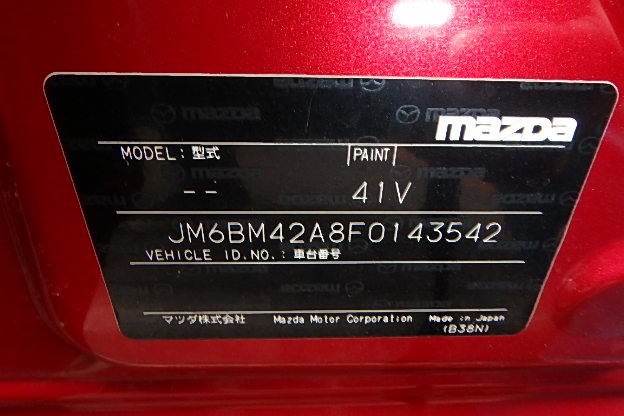 mazda
MODEL: 型式 PAINT
-- 41V
JM6BM42A8F0143542
VEHICLE ID.NO.: 車台番号
マツダ株式会社 Mazda Motor Corporation Made in Japan
(B38N)